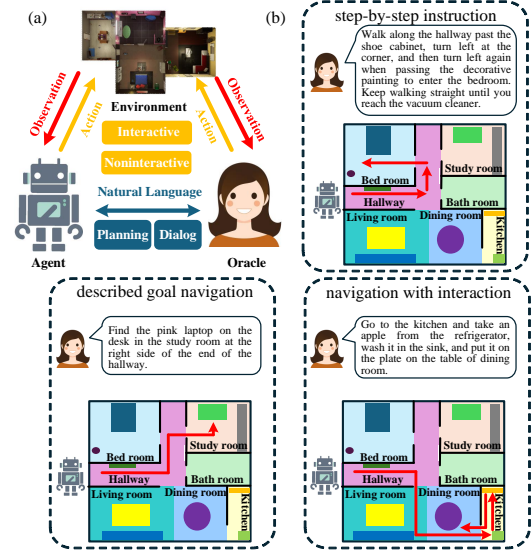 (a)
Observation
Action
Environment
Action
Observation
Interactive
Noninteractive
Natural Language
Planning
Dialog
Agent
Oracle
(b)
step-by-step instruction
Walk along the hallway past the
shoe cabinet, turn left at the
corner, and then turn left again
when passing the decorative
painting to enter the bedroom.
Keep walking straight until you
reach the vacuum cleaner.
Bed room
Study room
Hallway
Bath room
Living room
Dining room
Kitchen
described goal navigation
Find the pink laptop on the
desk in the study room at the
right side of the end of the
hallway.
Bed room
Study room
Hallway
Bath room
Living room
Dining room
Kitchen
navigation with interaction
Go to the kitchen and take an
apple from the refrigerator,
wash it in the sink, and put it
on the plate on the table of dining
room.
Bed room
Study room
Hallway
Bath room
Living room
Dining room
Kitchen